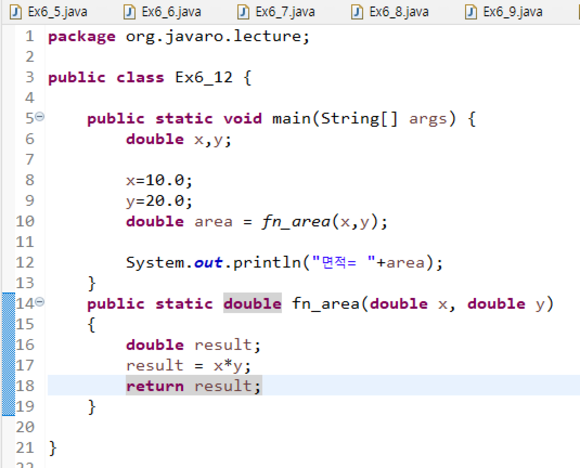 Ex6_5.java Ex6_6.java Ex6_7.java Ex6_8.java Ex6_9.java
1 package org.javaro.lecture;
2
3 public class Ex6_12 {
4
5 public static void main(String[] args) {
6 double x,y;
7
8 x=10.0;
9 y=20.0;
10 double area = fn_area(x,y);
11
12 System.out.println("면적= "+area);
13 }
14 public static double fn_area(double x, double y)
15 {
16 double result;
17 result = x*y;
18 return result;
19 }
20
21 }
22